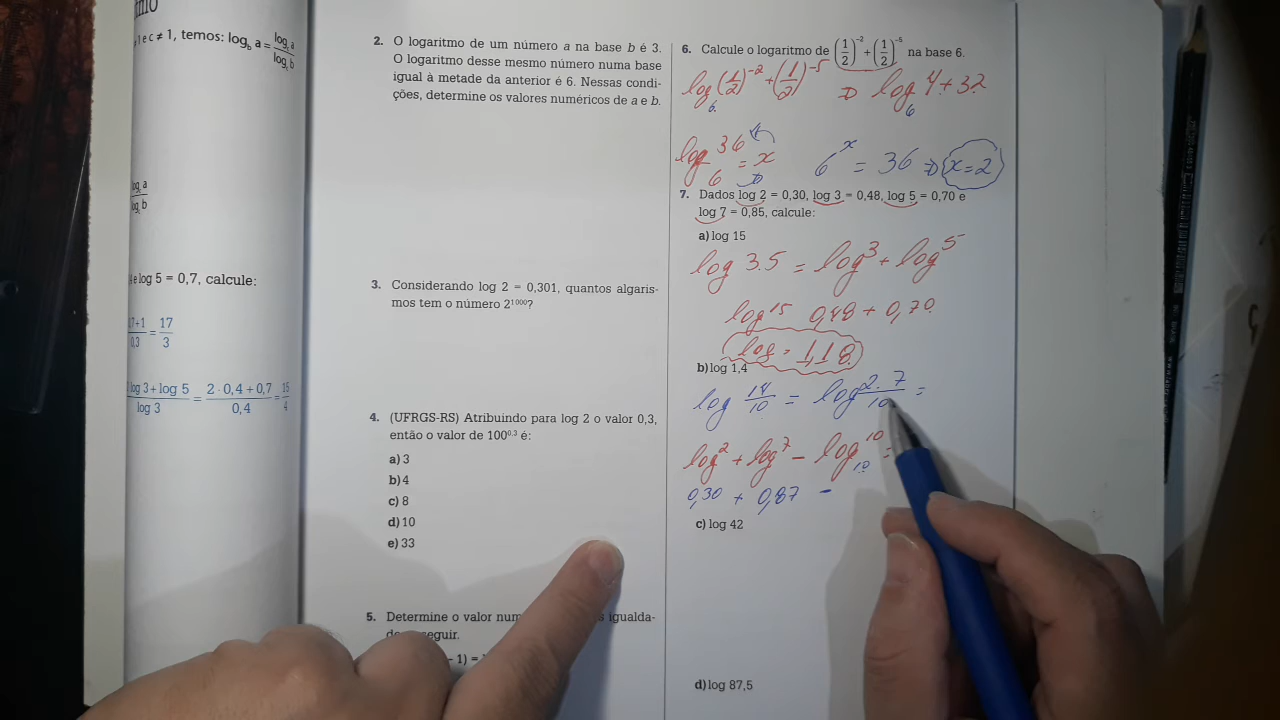 ≠ 1 e c ≠ 1, temos: log_b a = log_c a / log_c b
log_c a / log_c b
e log 5 = 0,7, calcule:
0,7+1 / 0,3 = 17 / 3
log 3 + log 5 / log 3 = 2 · 0,4 + 0,7 / 0,4 = 15 / 4
2. O logaritmo de um número a na base b é 3.
O logaritmo desse mesmo número numa base
igual à metade da anterior é 6. Nessas condi-
ções, determine os valores numéricos de a e b.
3. Considerando log 2 = 0,301, quantos algaris-
mos tem o número 2¹⁰⁰⁰?
4. (UFRGS-RS) Atribuindo para log 2 o valor 0,3,
então o valor de 100^0,3 é:
a) 3
b) 4
c) 8
d) 10
e) 33
5. Determine o valor igualda-
seguir.
- 1) =
6. Calcule o logaritmo de (1/2)⁻² + (1/2)⁻⁵ na base 6.
log_6 (1/2)⁻² + (1/2)⁻⁵ ⇒ log_6 4 + 32
log_6 36 = x 6^x = 36 ⇒ x = 2
7. Dados log 2 = 0,30, log 3 = 0,48, log 5 = 0,70 e
log 7 = 0,85, calcule:
a) log 15
log 3.5 = log 3 + log 5
log 15 0,48 + 0,70
log = 1,18
b) log 1,4
log 14/10 = log 2.7/10 =
log 2 + log 7 - log_10 10 =
0,30 + 0,87 -
c) log 42
d) log 87,5